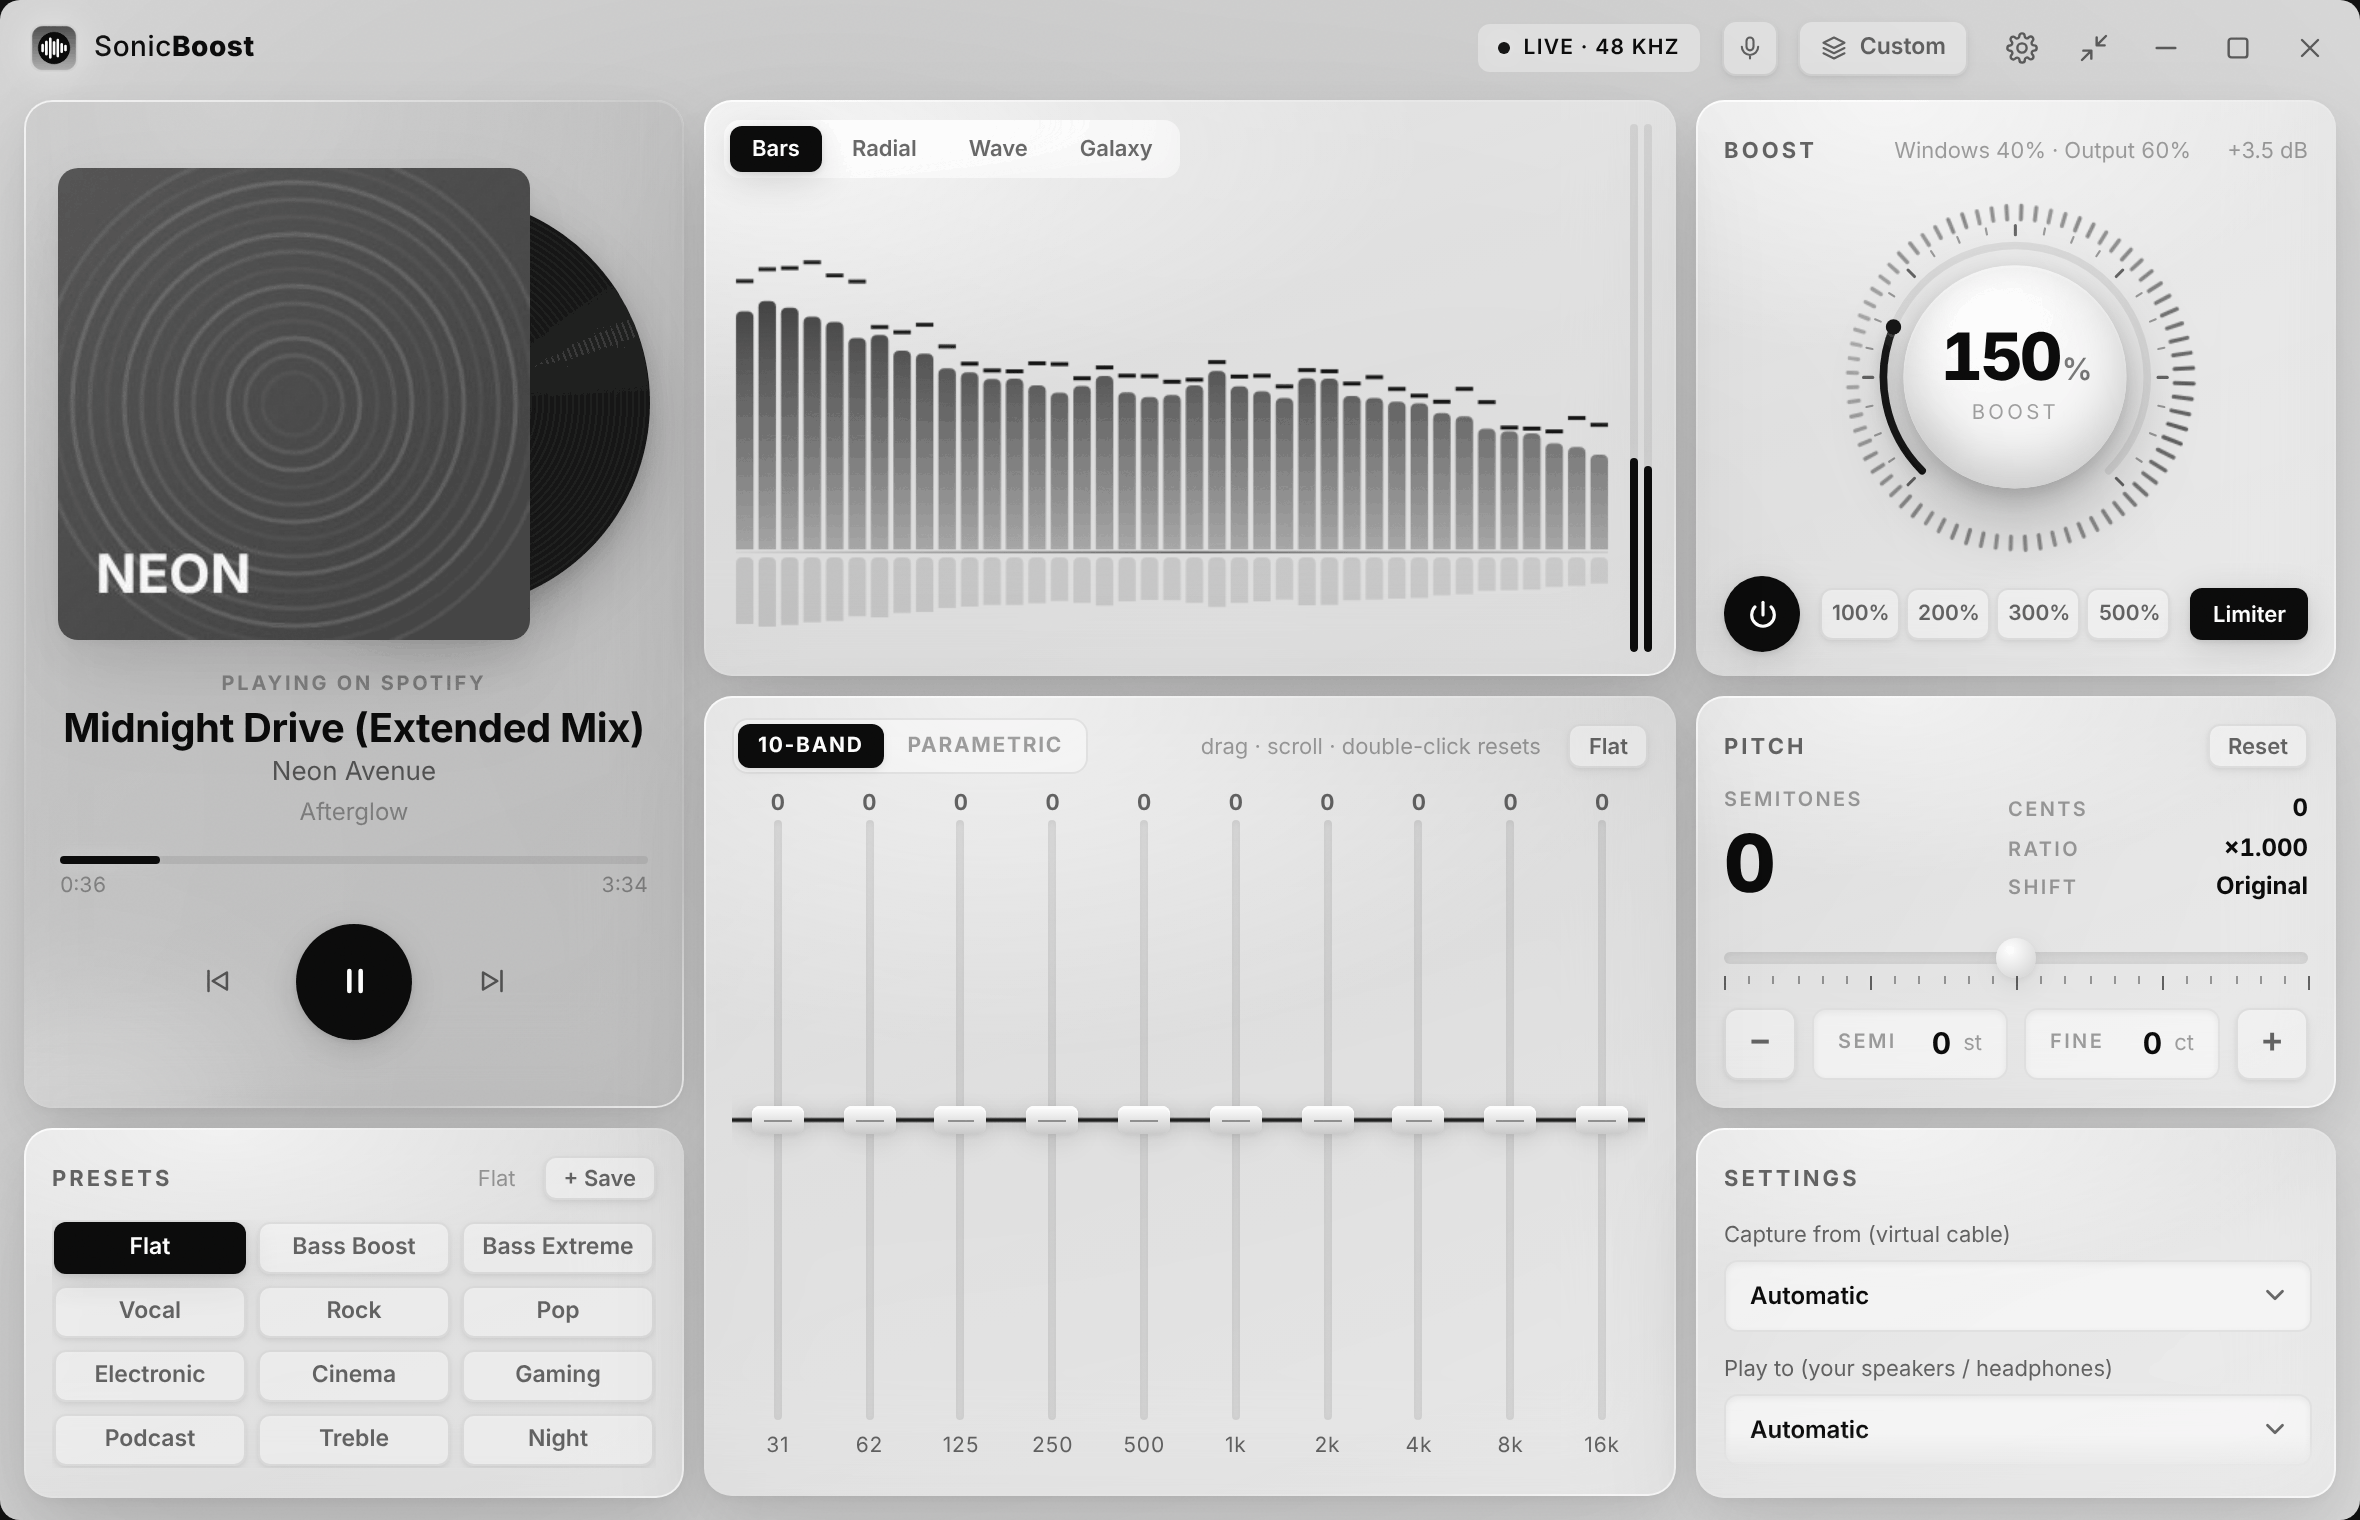 SonicBoost
LIVE · 48 KHZ
Custom
NEON
PLAYING ON SPOTIFY
Midnight Drive (Extended Mix)
Neon Avenue
Afterglow
0:36 3:34
PRESETS Flat + Save
Flat Bass Boost Bass Extreme
Vocal Rock Pop
Electronic Cinema Gaming
Podcast Treble Night
Bars Radial Wave Galaxy
10-BAND PARAMETRIC drag · scroll · double-click resets Flat
0 0 0 0 0 0 0 0 0 0
31 62 125 250 500 1k 2k 4k 8k 16k
BOOST Windows 40% · Output 60% +3.5 dB
150%
BOOST
100% 200% 300% 500% Limiter
PITCH Reset
SEMITONES
0
CENTS 0
RATIO ×1.000
SHIFT Original
− SEMI 0 st FINE 0 ct +
SETTINGS
Capture from (virtual cable)
Automatic
Play to (your speakers / headphones)
Automatic